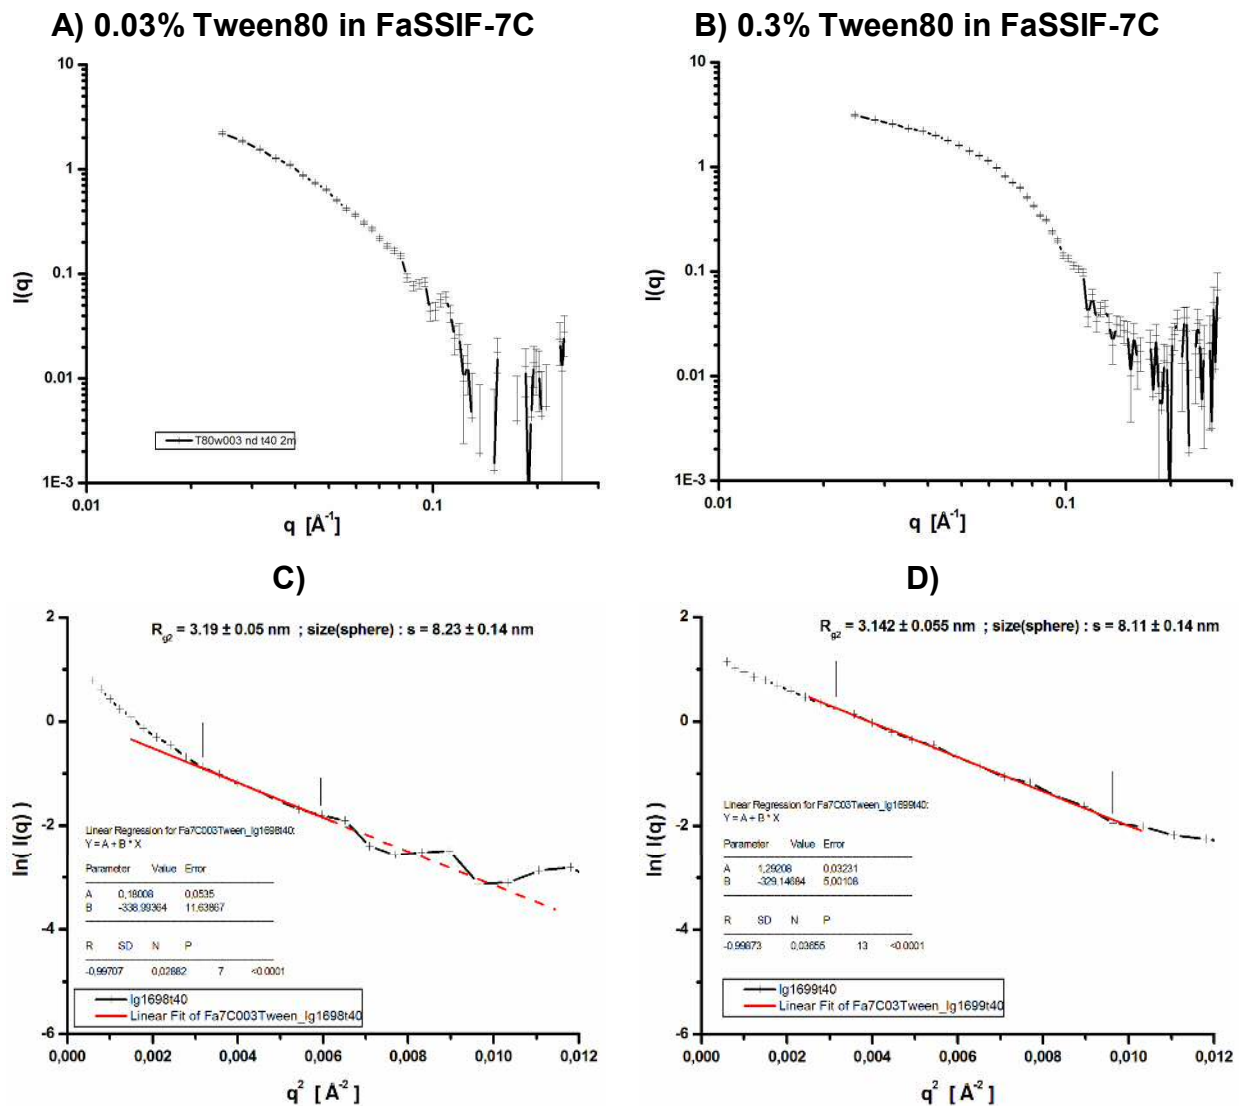 A) 0.03% Tween80 in FaSSIF-7C
10
1
0.1
0.01
1E-3
I(q)
T80w003 nd t40 2m
0.01
0.1
q [Å⁻¹]
B) 0.3% Tween80 in FaSSIF-7C
10
1
0.1
0.01
1E-3
I(q)
0.01
0.1
q [Å⁻¹]
C)
R_g2 = 3.19 ± 0.05 nm ; size(sphere) : s = 8.23 ± 0.14 nm
2
0
-2
-4
-6
ln( I(q) )
Linear Regression for Fa7C003Tween_Ig1698t40:
Y = A + B * X
Parameter Value Error
A 0,18008 0,0535
B -338,99364 11,63867
R SD N P
-0,99707 0,02882 7 <0.0001
Ig1698t40
Linear Fit of Fa7C003Tween_Ig1698t40
0,000 0,002 0,004 0,006 0,008 0,010 0,012
q² [ Å⁻² ]
D)
R_g2 = 3.142 ± 0.055 nm ; size(sphere) : s = 8.11 ± 0.14 nm
2
0
-2
-4
-6
ln( I(q) )
Linear Regression for Fa7C03Tween_Ig1699t40:
Y = A + B * X
Parameter Value Error
A 1,29208 0,03231
B -329,14684 5,00108
R SD N P
-0,99873 0,03655 13 <0.0001
Ig1699t40
Linear Fit of Fa7C03Tween_Ig1699t40
0,000 0,002 0,004 0,006 0,008 0,010 0,012
q² [ Å⁻² ]